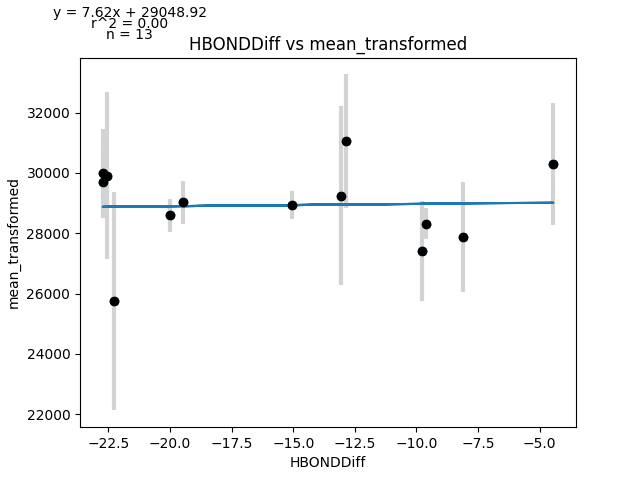 y = 7.62x + 29048.92
r^2 = 0.00
n = 13
HBONDDiff vs mean_transformed
mean_transformed
32000
30000
28000
26000
24000
22000
−22.5 −20.0 −17.5 −15.0 −12.5 −10.0 −7.5 −5.0
HBONDDiff